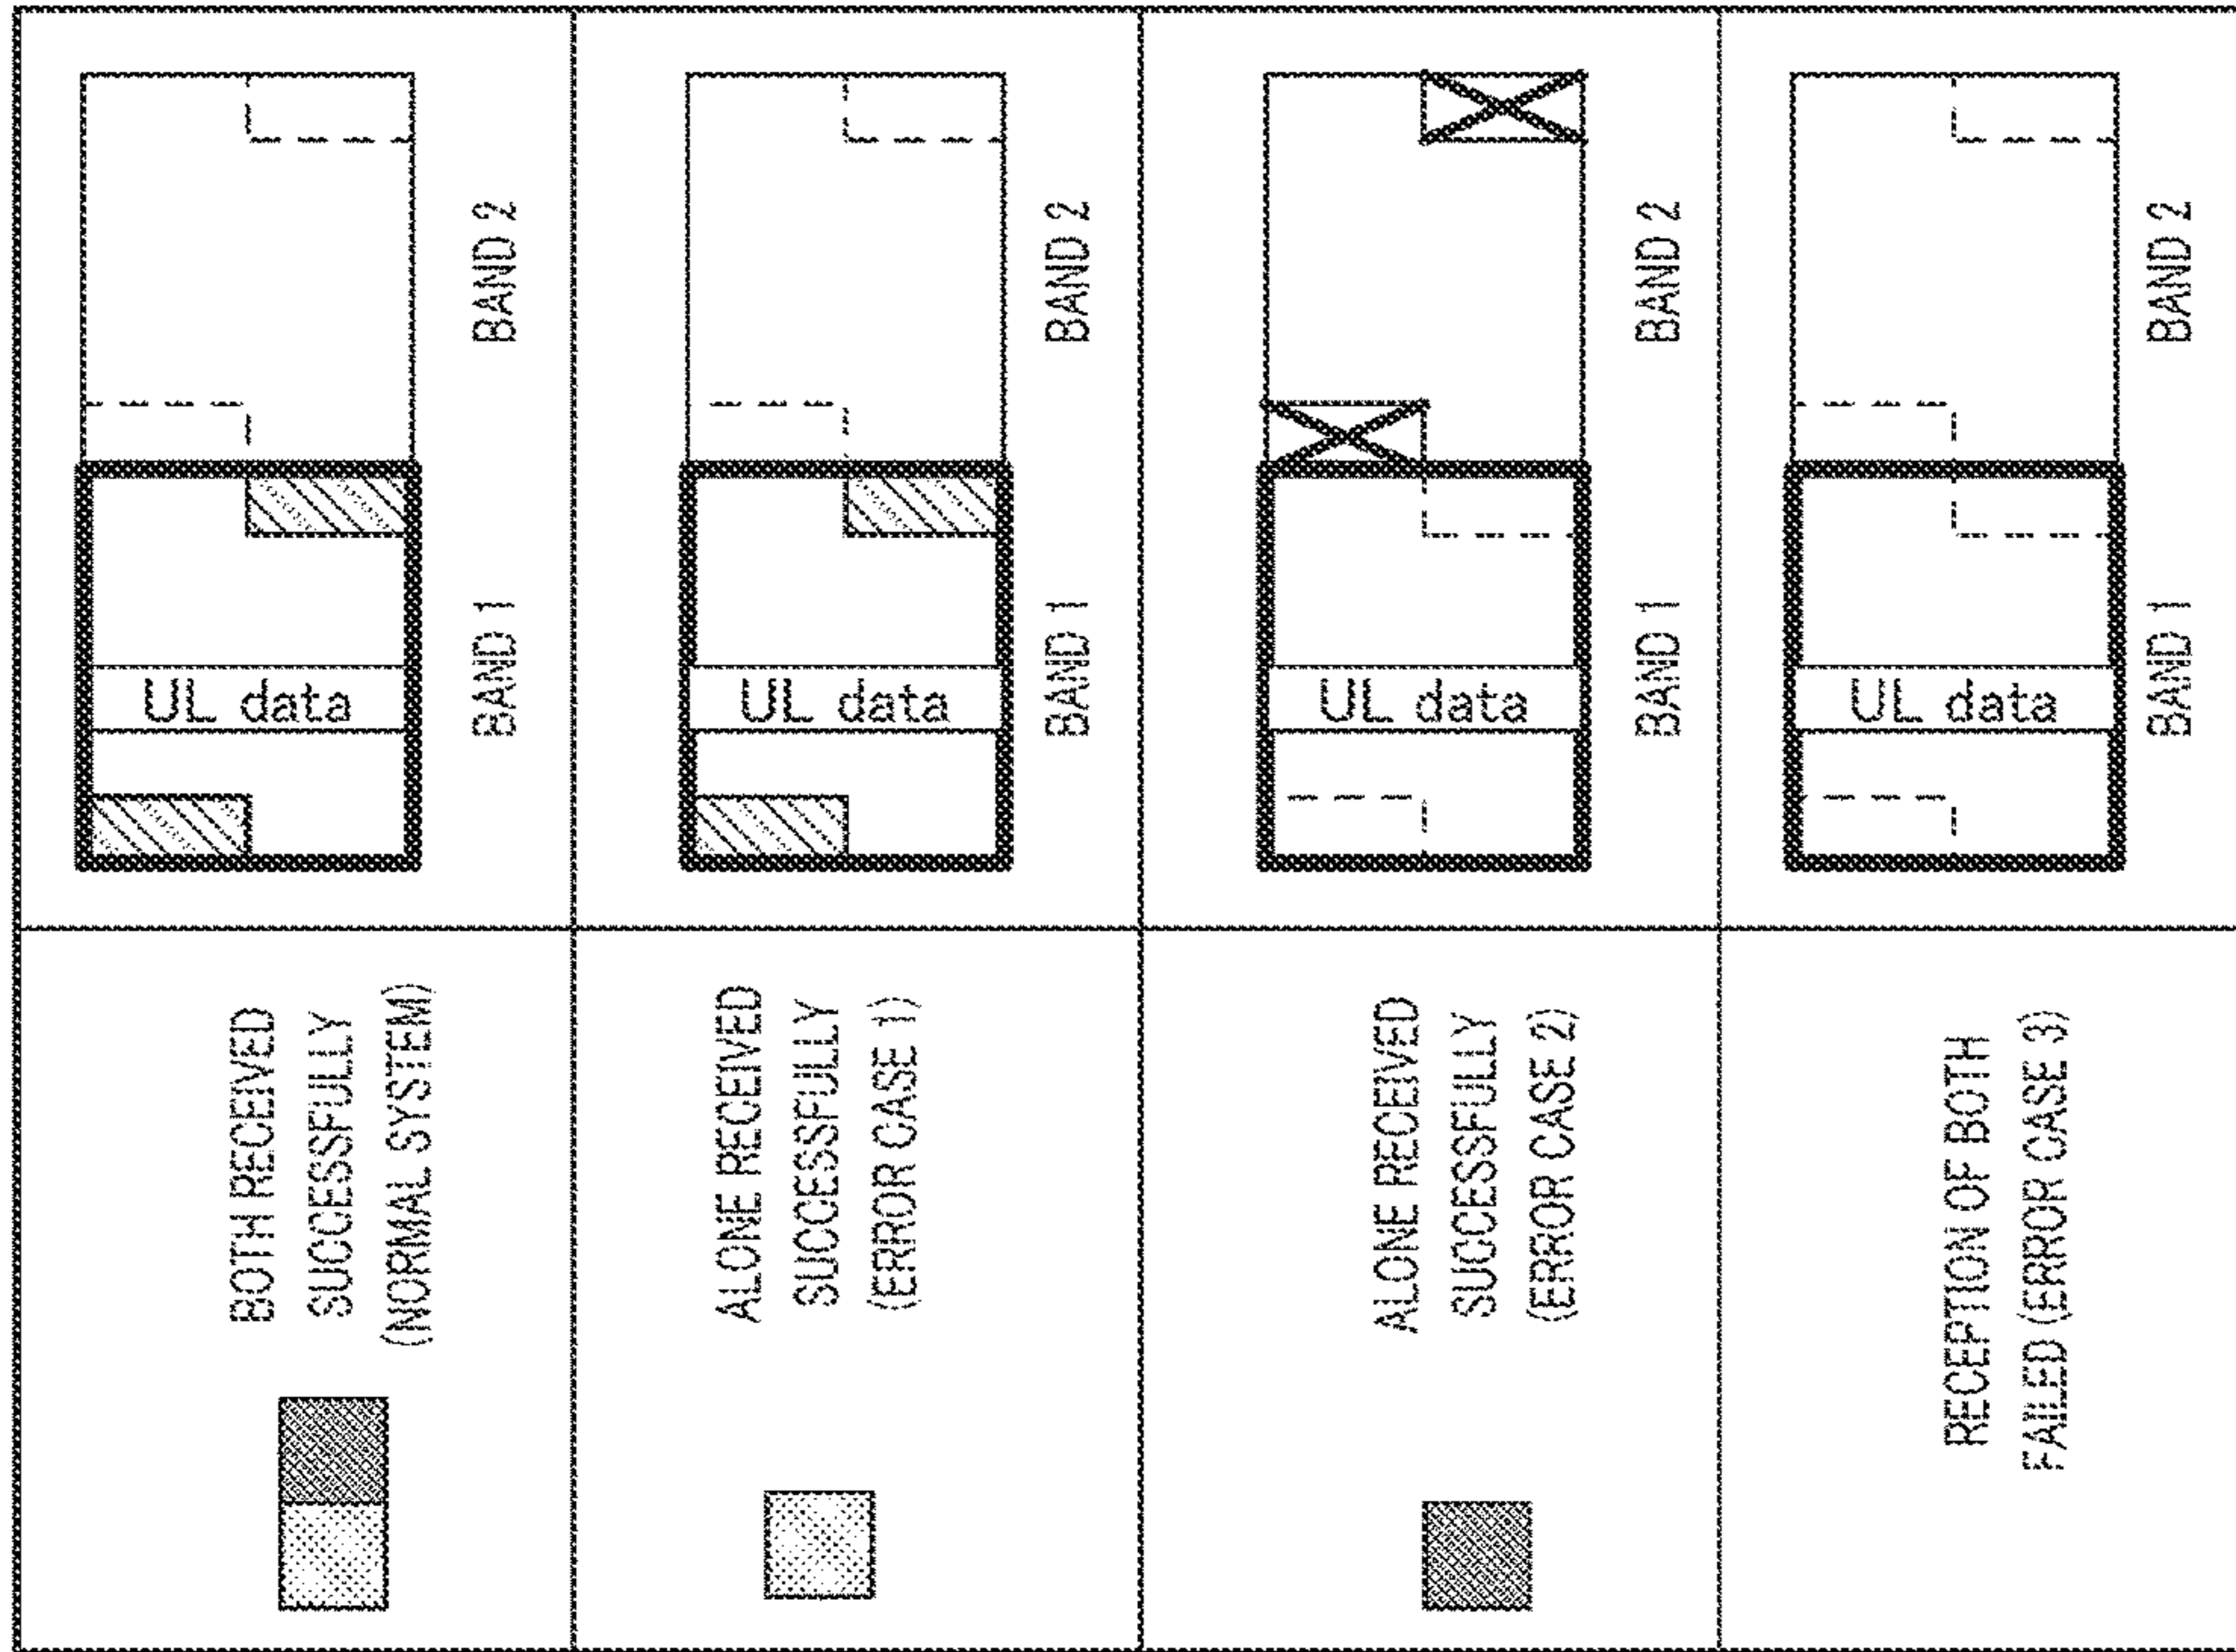 BOTH RECEIVED
SUCCESSFULLY
(NORMAL SYSTEM)
UL data
BAND 1
BAND 2
ALONE RECEIVED
SUCCESSFULLY
(ERROR CASE 1)
UL data
BAND 1
BAND 2
ALONE RECEIVED
SUCCESSFULLY
(ERROR CASE 2)
UL data
BAND 1
BAND 2
RECEPTION OF BOTH
FAILED (ERROR CASE 3)
UL data
BAND 1
BAND 2